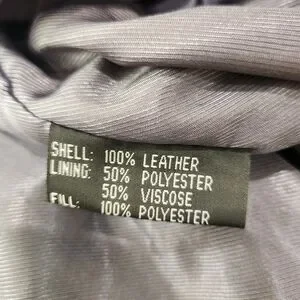 SHELL: 100% LEATHER
LINING: 50% POLYESTER
50% VISCOSE
FILL: 100% POLYESTER